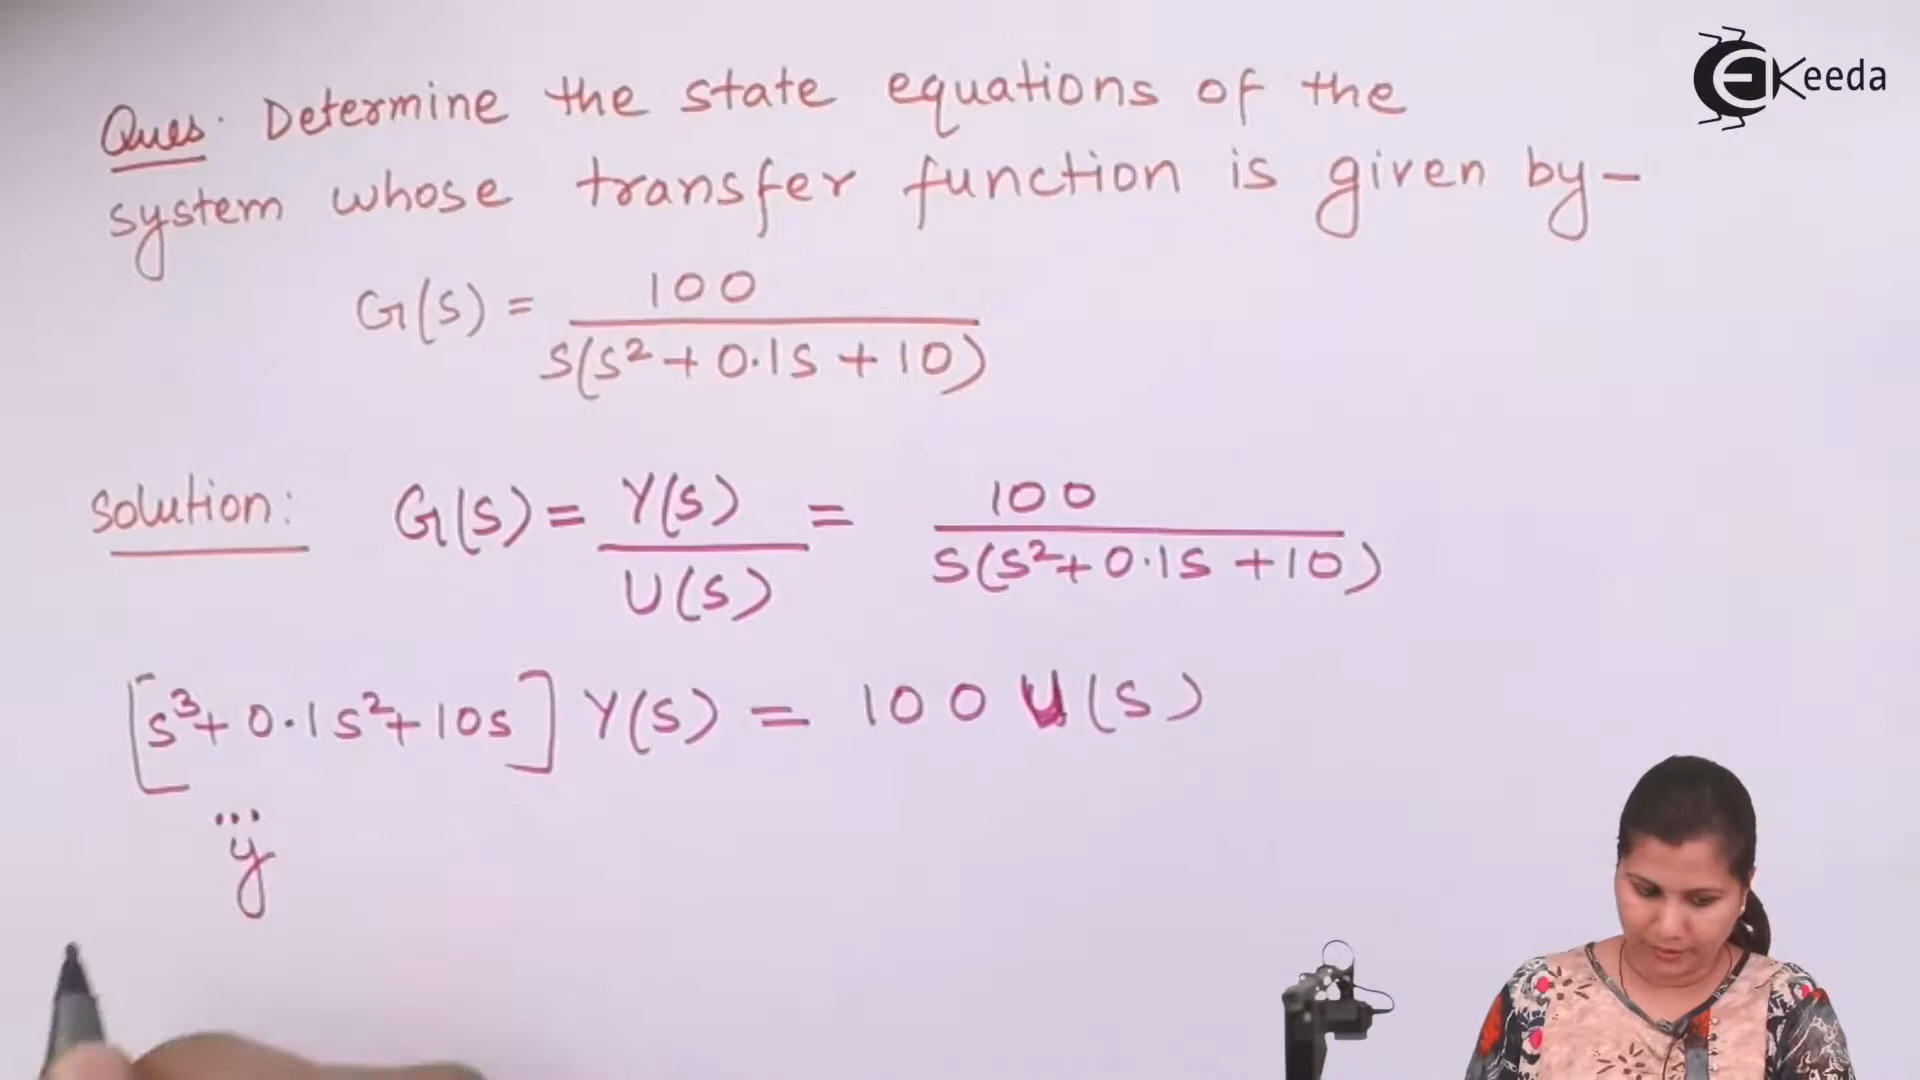 EKeeda
Ques. Determine the state equations of the
system whose transfer function is given by-
G(s) = 100 / s(s² + 0.1s + 10)
Solution: G(s) = Y(s) / U(s) = 100 / s(s² + 0.1s + 10)
[s³ + 0.1s² + 10s] Y(s) = 100 U(s)
y⃛